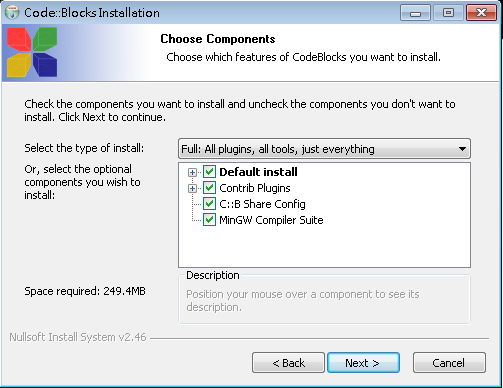 Code::Blocks Installation
Choose Components
Choose which features of CodeBlocks you want to install.
Check the components you want to install and uncheck the components you don't want to
install. Click Next to continue.
Select the type of install:
Full: All plugins, all tools, just everything
Or, select the optional
components you wish to
install:
Default install
Contrib Plugins
C::B Share Config
MinGW Compiler Suite
Space required: 249.4MB
Description
Position your mouse over a component to see its
description.
Nullsoft Install System v2.46
< Back
Next >
Cancel